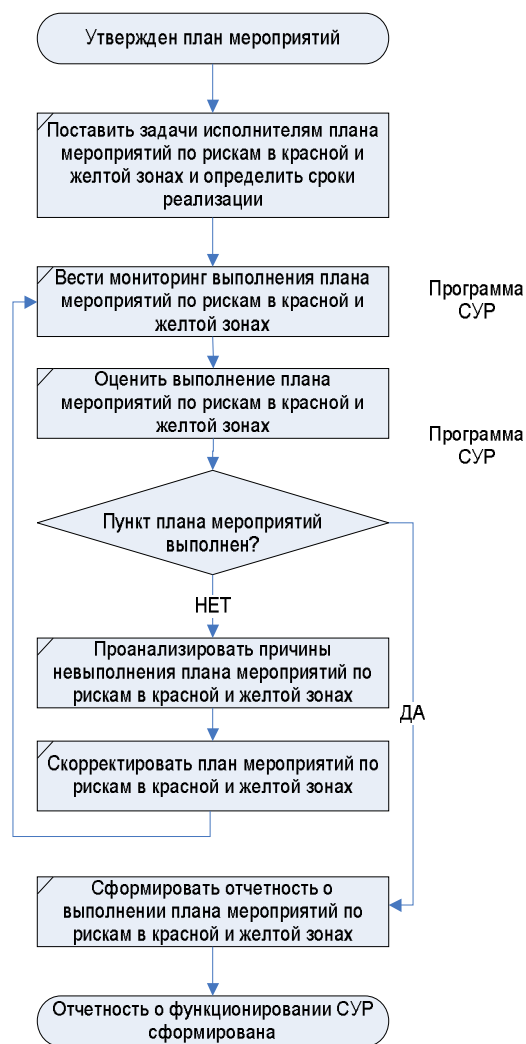 Утвержден план мероприятий
Поставить задачи исполнителям плана
мероприятий по рискам в красной и
желтой зонах и определить сроки
реализации
Вести мониторинг выполнения плана
мероприятий по рискам в красной и
желтой зонах
Программа
СУР
Оценить выполнение плана
мероприятий по рискам в красной и
желтой зонах
Программа
СУР
Пункт плана мероприятий
выполнен?
НЕТ
Проанализировать причины
невыполнения плана мероприятий по
рискам в красной и желтой зонах
ДА
Скорректировать план мероприятий по
рискам в красной и желтой зонах
Сформировать отчетность о
выполнении плана мероприятий по
рискам в красной и желтой зонах
Отчетность о функционировании СУР
сформирована